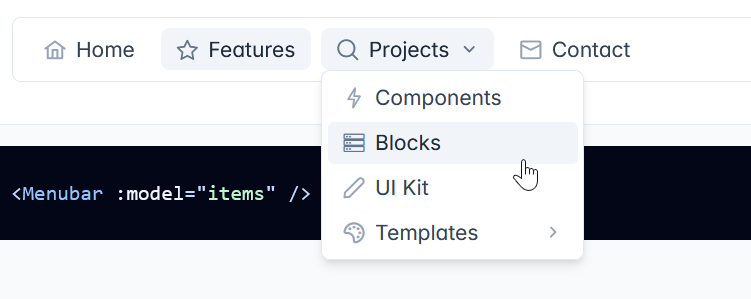 Home Features Projects Contact
Components
Blocks
UI Kit
Templates
<Menubar :model="items" />